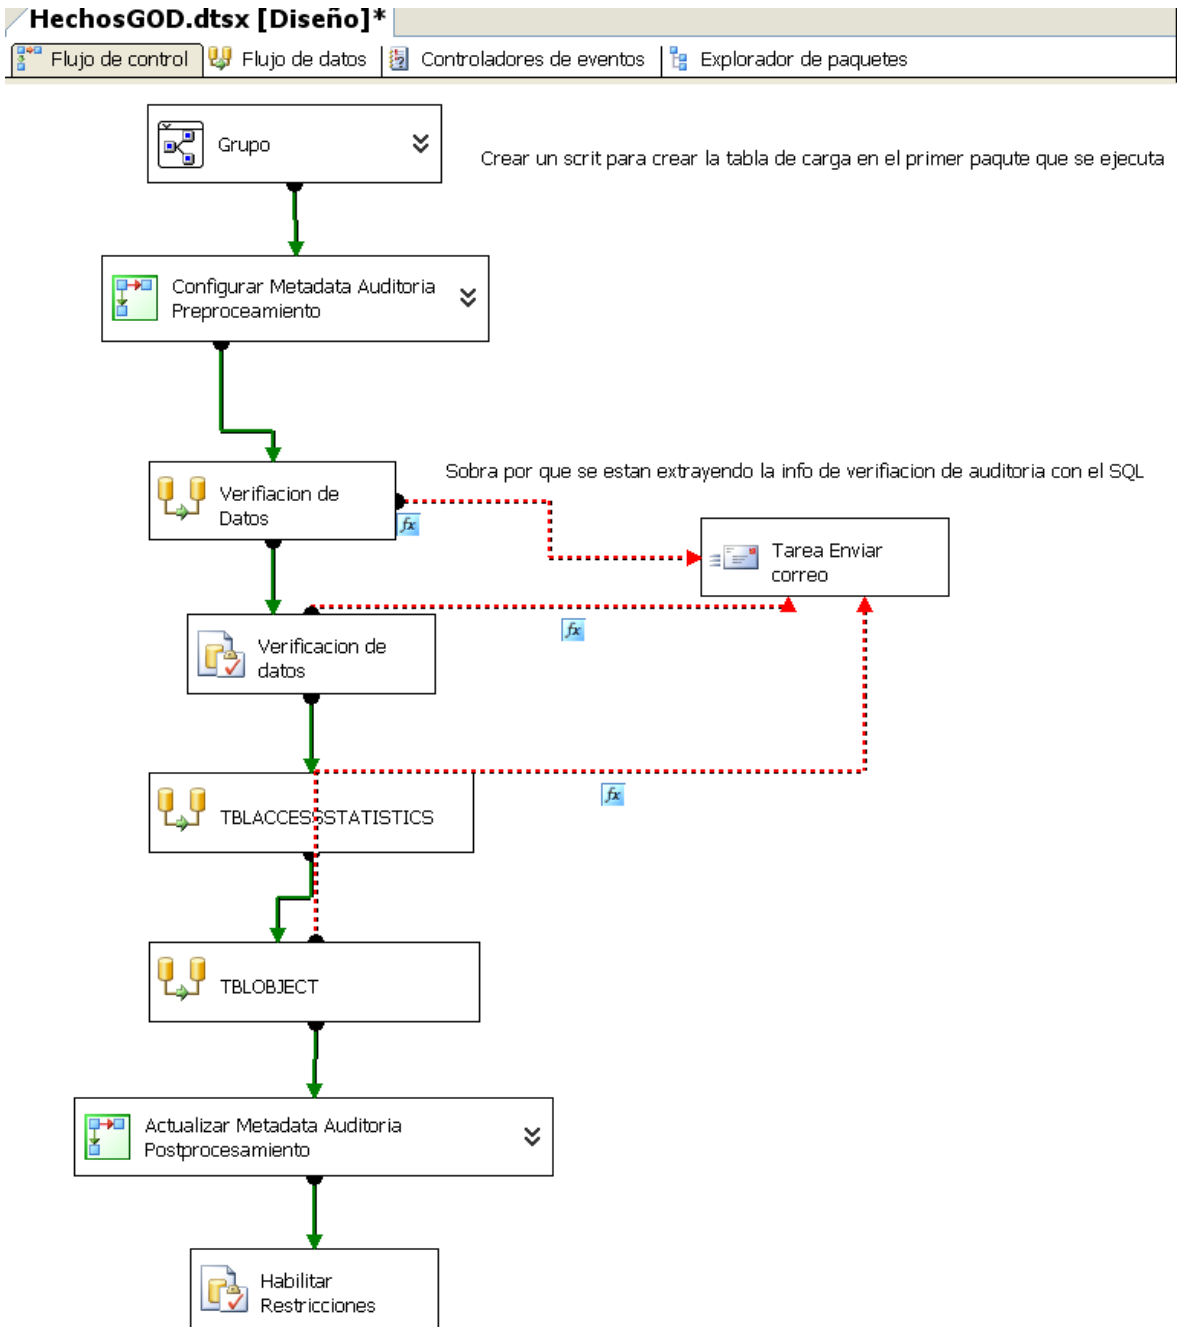 HechosGOD.dtsx [Diseño]*
Flujo de control Flujo de datos Controladores de eventos Explorador de paquetes
Grupo
Crear un scrit para crear la tabla de carga en el primer paqute que se ejecuta
Configurar Metadata Auditoria
Preproceamiento
Sobra por que se estan extrayendo la info de verifiacion de auditoria con el SQL
Verifiacion de
Datos
fx
Tarea Enviar
correo
fx
Verificacion de
datos
fx
TBLACCESSSTATISTICS
TBLOBJECT
Actualizar Metadata Auditoria
Postprocesamiento
Habilitar
Restricciones